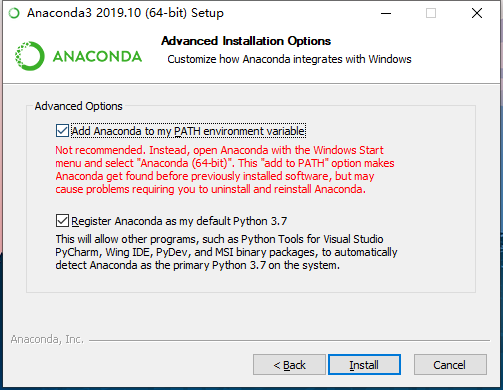 Anaconda3 2019.10 (64-bit) Setup
ANACONDA
Advanced Installation Options
Customize how Anaconda integrates with Windows
Advanced Options
Add Anaconda to my PATH environment variable
Not recommended. Instead, open Anaconda with the Windows Start
menu and select "Anaconda (64-bit)". This "add to PATH" option makes
Anaconda get found before previously installed software, but may
cause problems requiring you to uninstall and reinstall Anaconda.
Register Anaconda as my default Python 3.7
This will allow other programs, such as Python Tools for Visual Studio
PyCharm, Wing IDE, PyDev, and MSI binary packages, to automatically
detect Anaconda as the primary Python 3.7 on the system.
Anaconda, Inc.
< Back
Install
Cancel